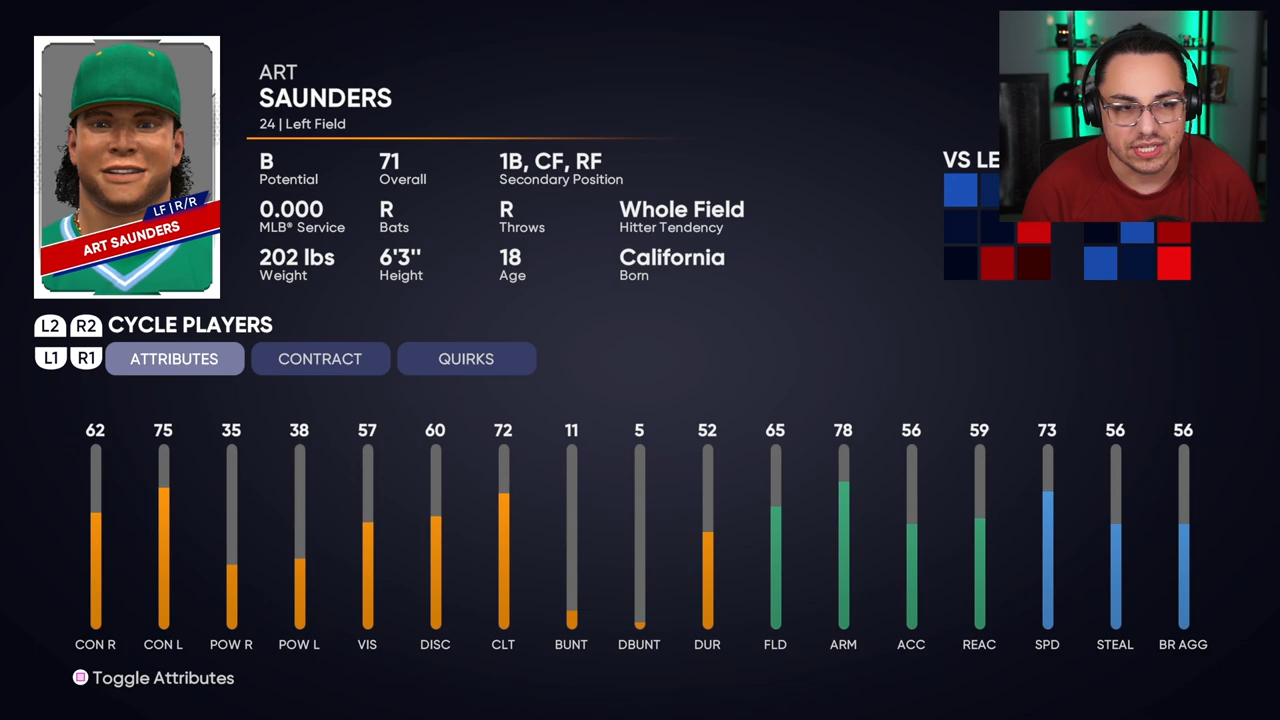 ART
SAUNDERS
24 | Left Field
B
Potential
71
Overall
1B, CF, RF
Secondary Position
0.000
MLB® Service
R
Bats
R
Throws
Whole Field
Hitter Tendency
202 lbs
Weight
6'3''
Height
18
Age
California
Born
LF | R/R
ART SAUNDERS
VS LE
L2 R2 CYCLE PLAYERS
L1 R1 ATTRIBUTES CONTRACT QUIRKS
62 75 35 38 57 60 72 11 5 52 65 78 56 59 73 56 56
CON R CON L POW R POW L VIS DISC CLT BUNT DBUNT DUR FLD ARM ACC REAC SPD STEAL BR AGG
Toggle Attributes